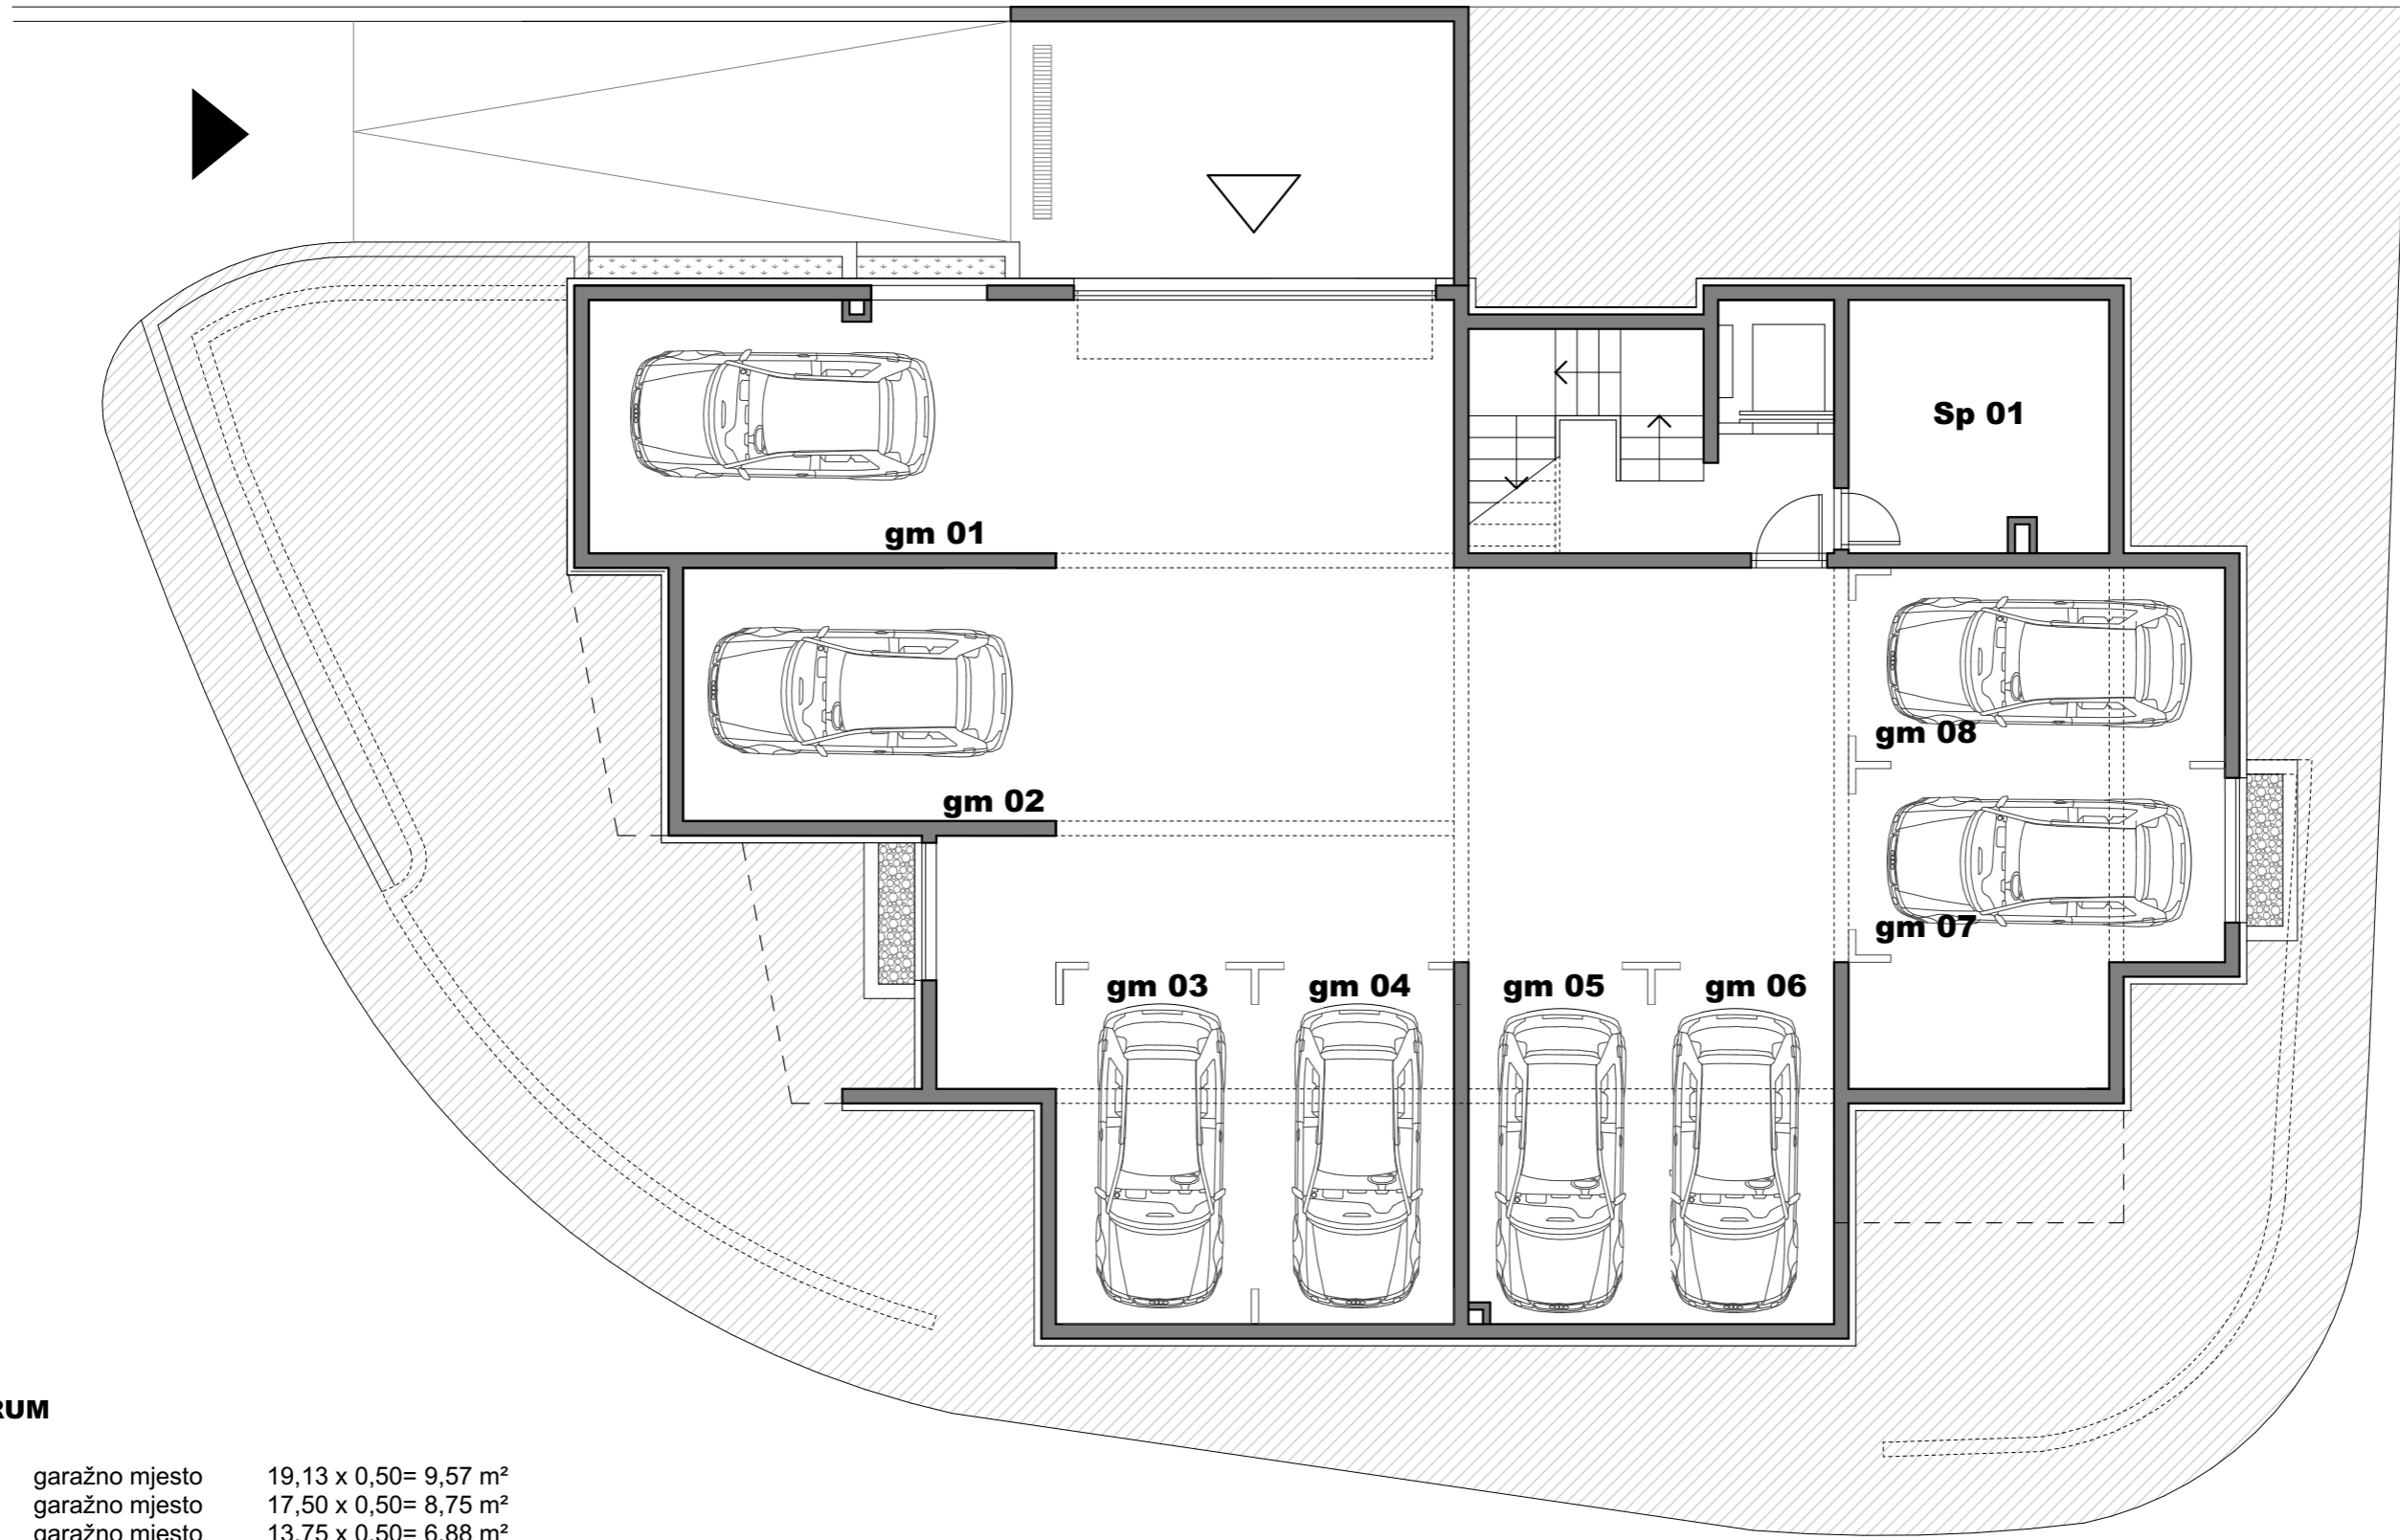 Sp 01
gm 01
gm 08
gm 02
gm 07
gm 03 gm 04 gm 05 gm 06
RUM
garažno mjesto 19,13 x 0,50= 9,57 m²
garažno mjesto 17,50 x 0,50= 8,75 m²
garažno mjesto 13,75 x 0,50= 6,88 m²